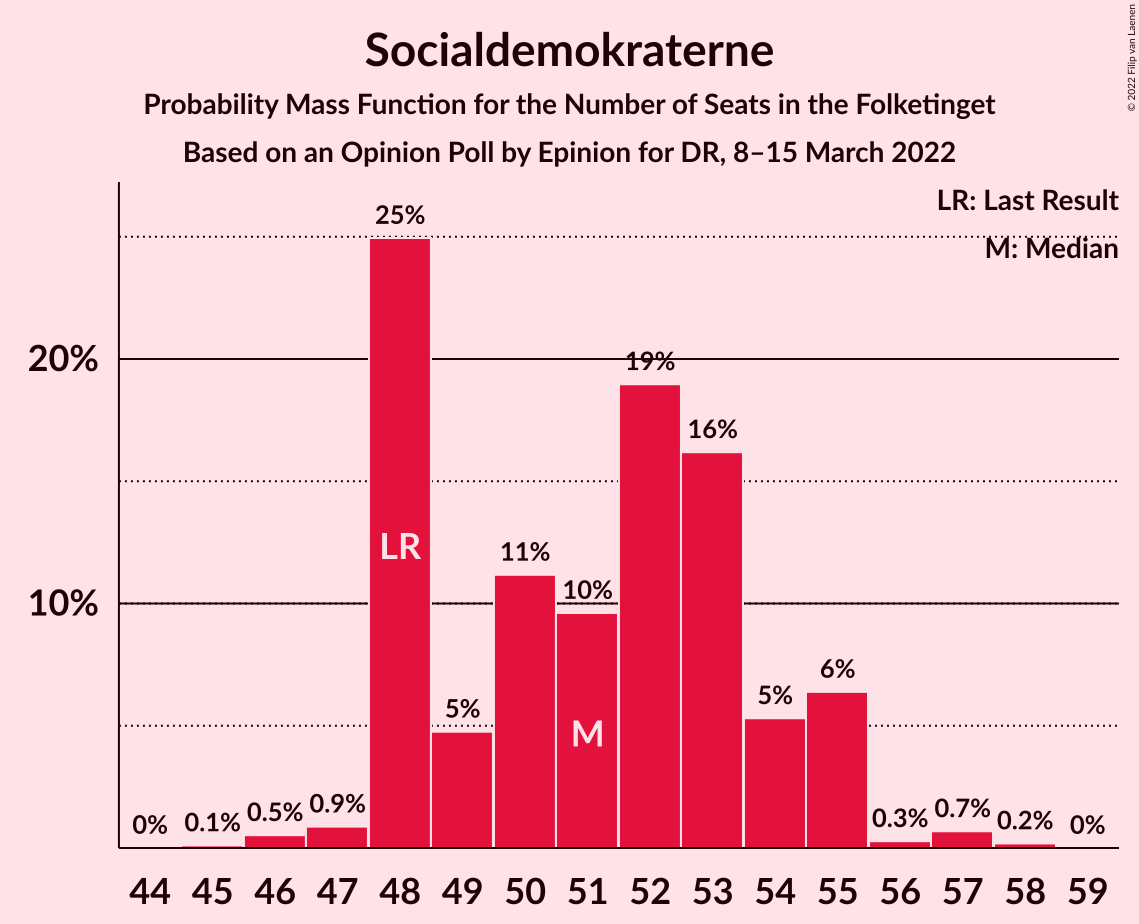 Socialdemokraterne
Probability Mass Function for the Number of Seats in the Folketinget
Based on an Opinion Poll by Epinion for DR, 8–15 March 2022
© 2022 Filip van Laenen
LR: Last Result
M: Median
20%
10%
0%
0.1%
0.5%
0.9%
25%
5%
11%
10%
19%
16%
5%
6%
0.3%
0.7%
0.2%
0%
LR
M
44 45 46 47 48 49 50 51 52 53 54 55 56 57 58 59